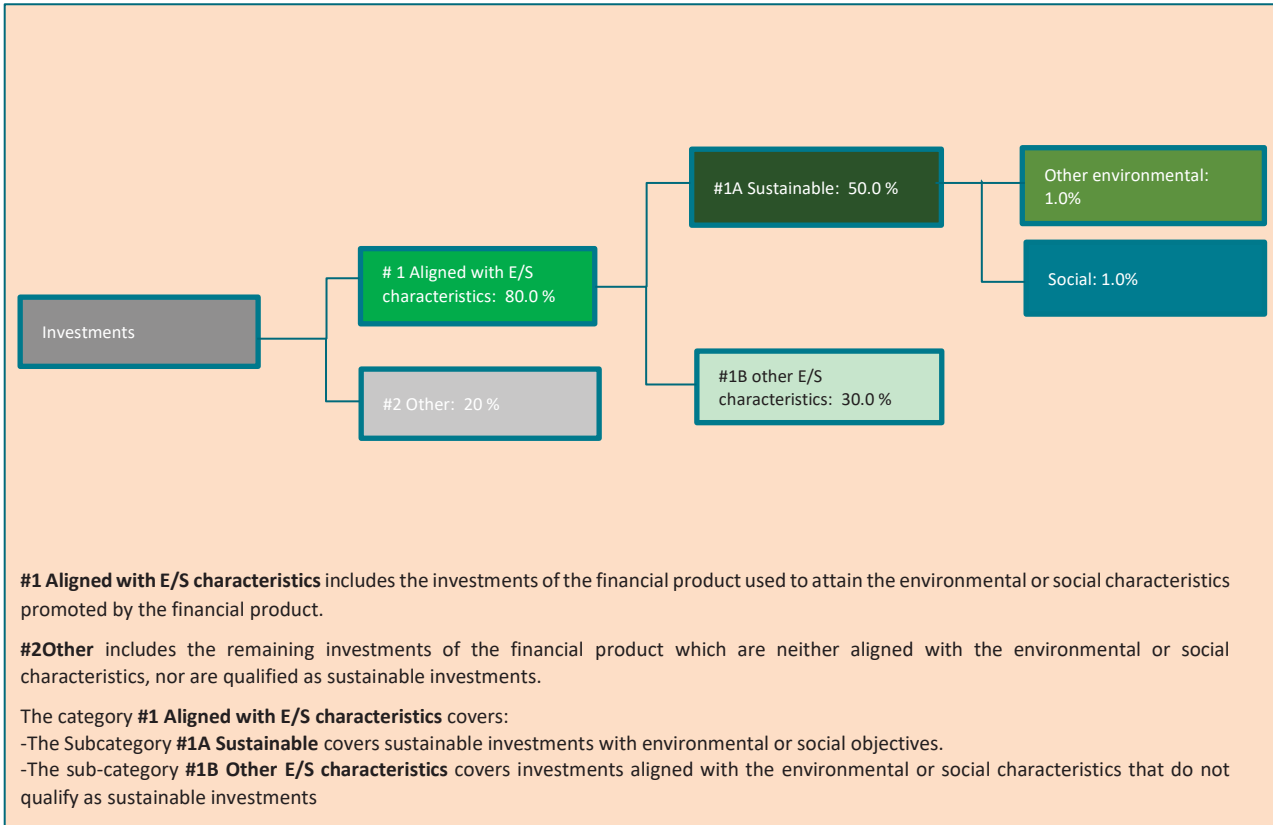 Investments
# 1 Aligned with E/S
characteristics: 80.0 %
#2 Other: 20 %
#1A Sustainable: 50.0 %
#1B other E/S
characteristics: 30.0 %
Other environmental:
1.0%
Social: 1.0%
#1 Aligned with E/S characteristics includes the investments of the financial product used to attain the environmental or social characteristics
promoted by the financial product.
#2Other includes the remaining investments of the financial product which are neither aligned with the environmental or social
characteristics, nor are qualified as sustainable investments.
The category #1 Aligned with E/S characteristics covers:
-The Subcategory #1A Sustainable covers sustainable investments with environmental or social objectives.
-The sub-category #1B Other E/S characteristics covers investments aligned with the environmental or social characteristics that do not
qualify as sustainable investments